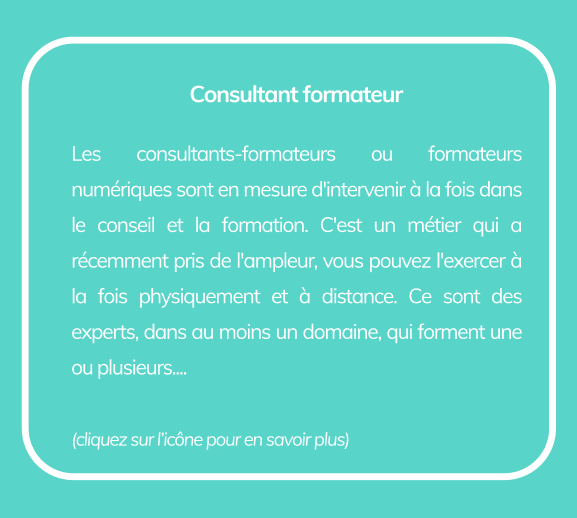 Consultant formateur
Les consultants-formateurs ou formateurs
numériques sont en mesure d'intervenir à la fois dans
le conseil et la formation. C'est un métier qui a
récemment pris de l'ampleur, vous pouvez l'exercer à
la fois physiquement et à distance. Ce sont des
experts, dans au moins un domaine, qui forment une
ou plusieurs....
(cliquez sur l'icône pour en savoir plus)